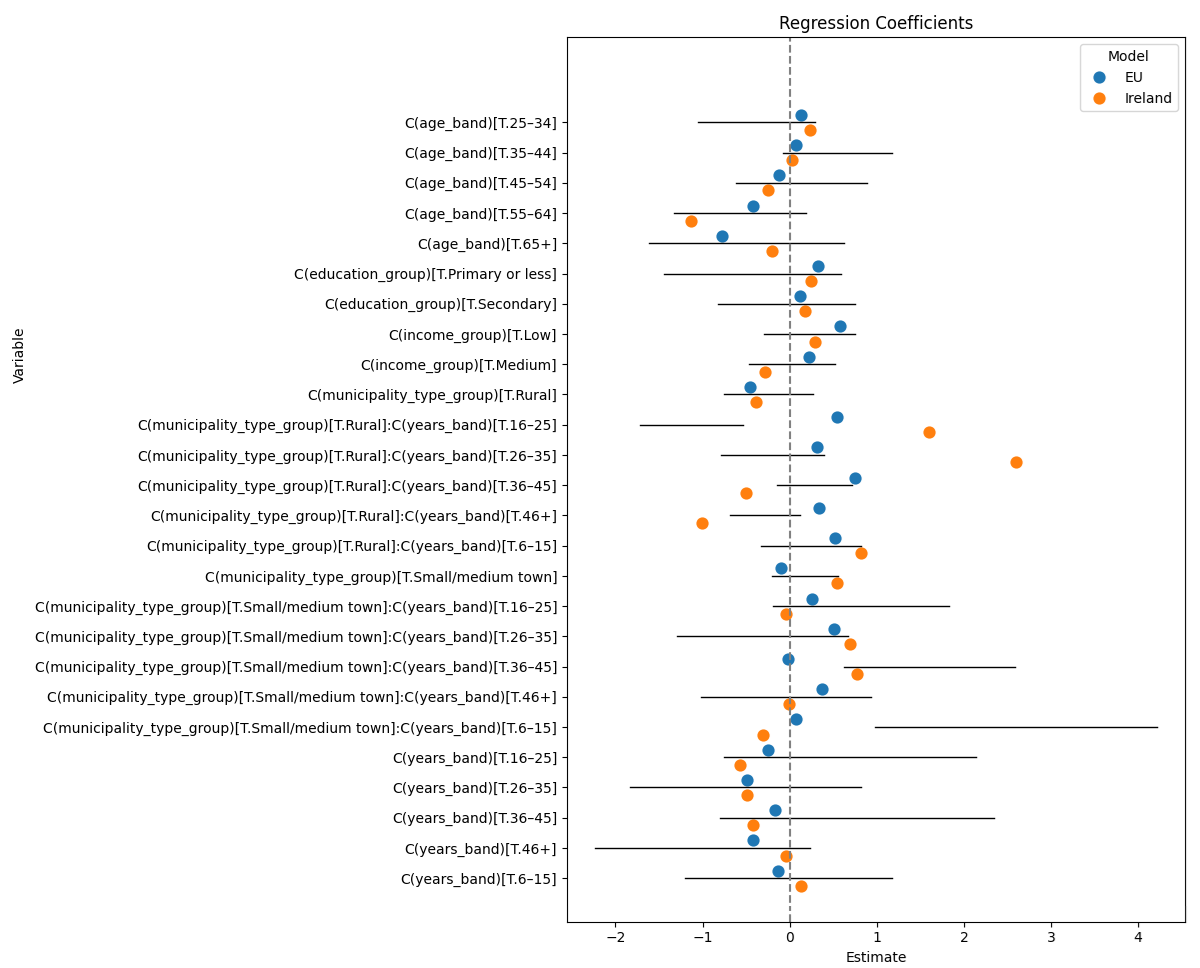 Regression Coefficients
Model
EU
Ireland
Variable
C(age_band)[T.25–34]
C(age_band)[T.35–44]
C(age_band)[T.45–54]
C(age_band)[T.55–64]
C(age_band)[T.65+]
C(education_group)[T.Primary or less]
C(education_group)[T.Secondary]
C(income_group)[T.Low]
C(income_group)[T.Medium]
C(municipality_type_group)[T.Rural]
C(municipality_type_group)[T.Rural]:C(years_band)[T.16–25]
C(municipality_type_group)[T.Rural]:C(years_band)[T.26–35]
C(municipality_type_group)[T.Rural]:C(years_band)[T.36–45]
C(municipality_type_group)[T.Rural]:C(years_band)[T.46+]
C(municipality_type_group)[T.Rural]:C(years_band)[T.6–15]
C(municipality_type_group)[T.Small/medium town]
C(municipality_type_group)[T.Small/medium town]:C(years_band)[T.16–25]
C(municipality_type_group)[T.Small/medium town]:C(years_band)[T.26–35]
C(municipality_type_group)[T.Small/medium town]:C(years_band)[T.36–45]
C(municipality_type_group)[T.Small/medium town]:C(years_band)[T.46+]
C(municipality_type_group)[T.Small/medium town]:C(years_band)[T.6–15]
C(years_band)[T.16–25]
C(years_band)[T.26–35]
C(years_band)[T.36–45]
C(years_band)[T.46+]
C(years_band)[T.6–15]
−2 −1 0 1 2 3 4
Estimate